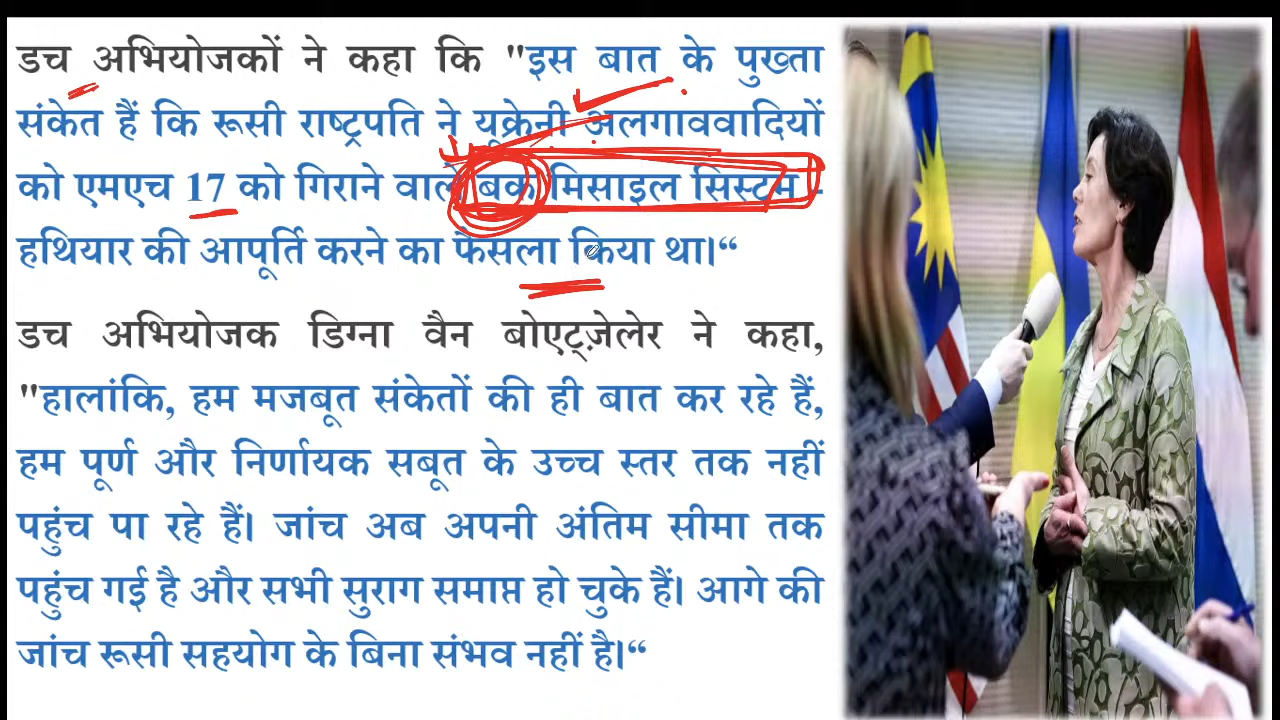 डच अभियोजकों ने कहा कि "इस बात के पुख्ता
संकेत हैं कि रूसी राष्ट्रपति ने यूक्रेनी अलगाववादियों
को एमएच 17 को गिराने वाले बुक मिसाइल सिस्टम -
हथियार की आपूर्ति करने का फैसला किया था।“
डच अभियोजक डिग्ना वैन बोएट्ज़ेलेर ने कहा,
"हालांकि, हम मजबूत संकेतों की ही बात कर रहे हैं,
हम पूर्ण और निर्णायक सबूत के उच्च स्तर तक नहीं
पहुंच पा रहे हैं। जांच अब अपनी अंतिम सीमा तक
पहुंच गई है और सभी सुराग समाप्त हो चुके हैं। आगे की
जांच रूसी सहयोग के बिना संभव नहीं है।“